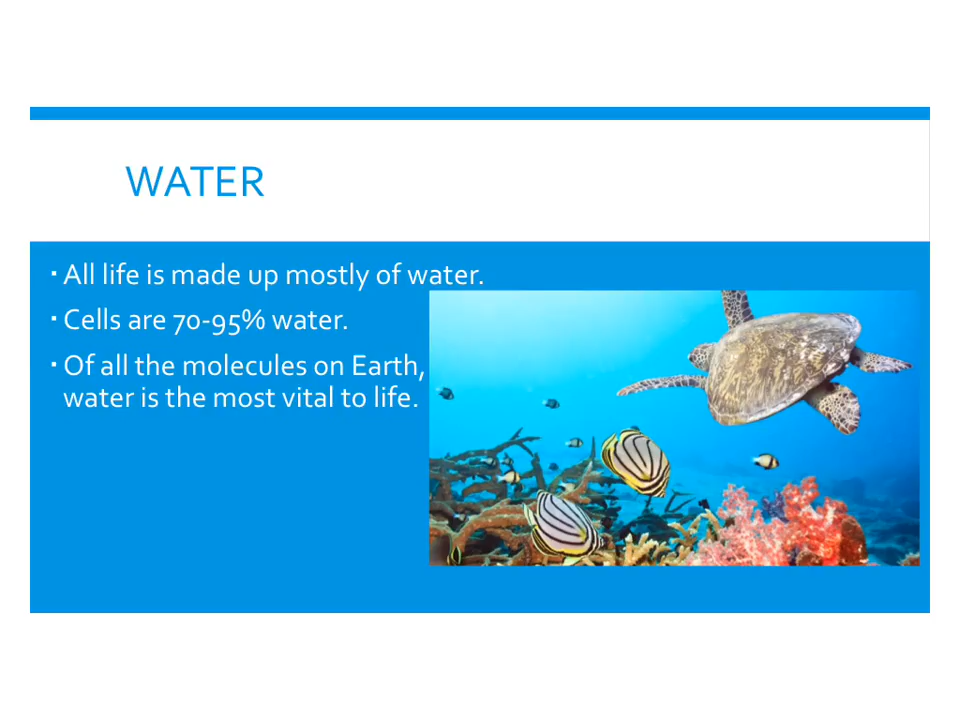 WATER
▪ All life is made up mostly of water.
▪ Cells are 70-95% water.
▪ Of all the molecules on Earth,
water is the most vital to life.